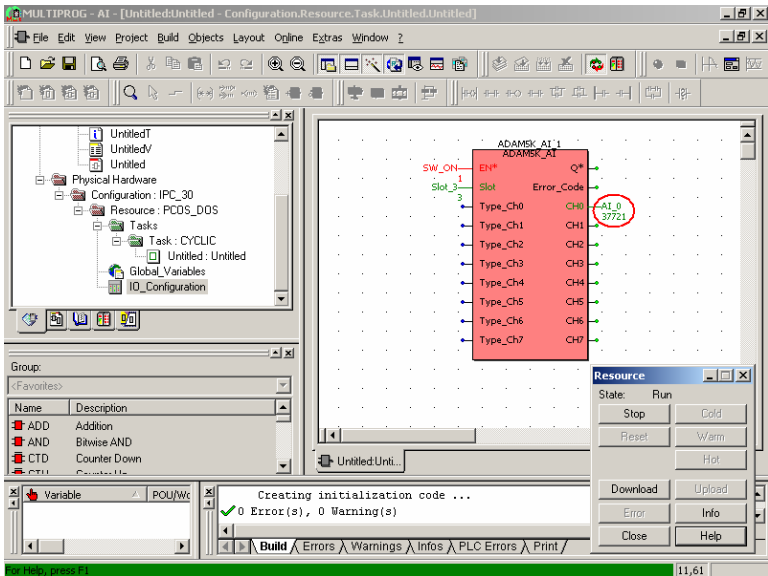 MULTIPROG - AI - [Untitled:Untitled - Configuration.Resource.Task.Untitled.Untitled]
File Edit View Project Build Objects Layout Online Extras Window ?
UntitledT
UntitledV
Untitled
Physical Hardware
Configuration : IPC_30
Resource : PCOS_DOS
Tasks
Task : CYCLIC
Untitled : Untitled
Global_Variables
IO_Configuration
Group:
<Favorites>
Name Description
ADD Addition
AND Bitwise AND
CTD Counter Down
CTU Counter Up
ADAM5K_AI_1
ADAM5K_AI
SW_ON EN* Q*
1
Slot_3 Slot Error_Code
3
Type_Ch0 CH0 AI_0
37721
Type_Ch1 CH1
Type_Ch2 CH2
Type_Ch3 CH3
Type_Ch4 CH4
Type_Ch5 CH5
Type_Ch6 CH6
Type_Ch7 CH7
Untitled:Unti...
Resource
State: Run
Stop Cold
Reset Warm
Hot
Download Upload
Error Info
Close Help
Variable POU/Wo
Creating initialization code ...
0 Error(s), 0 Warning(s)
Build Errors Warnings Infos PLC Errors Print
For Help, press F1
11,61